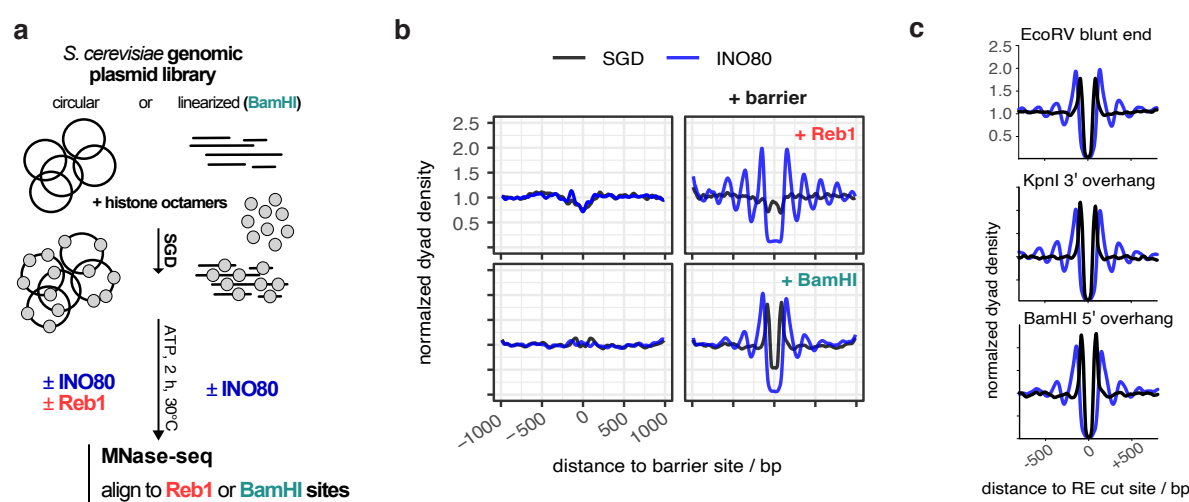 a
S. cerevisiae genomic
plasmid library
circular or linearized (BamHI)
+ histone octamers
SGD
ATP, 2 h, 30°C
± INO80
± Reb1
± INO80
MNase-seq
align to Reb1 or BamHI sites
b
SGD INO80
+ barrier
normalized dyad density
2.5
2.0
1.5
1.0
0.5
+ Reb1
+ BamHI
−1000 −500 0 500 1000
distance to barrier site / bp
c
EcoRV blunt end
2.5
2.0
1.5
1.0
0.5
KpnI 3' overhang
normalized dyad density
BamHI 5' overhang
-500 0 +500
distance to RE cut site / bp